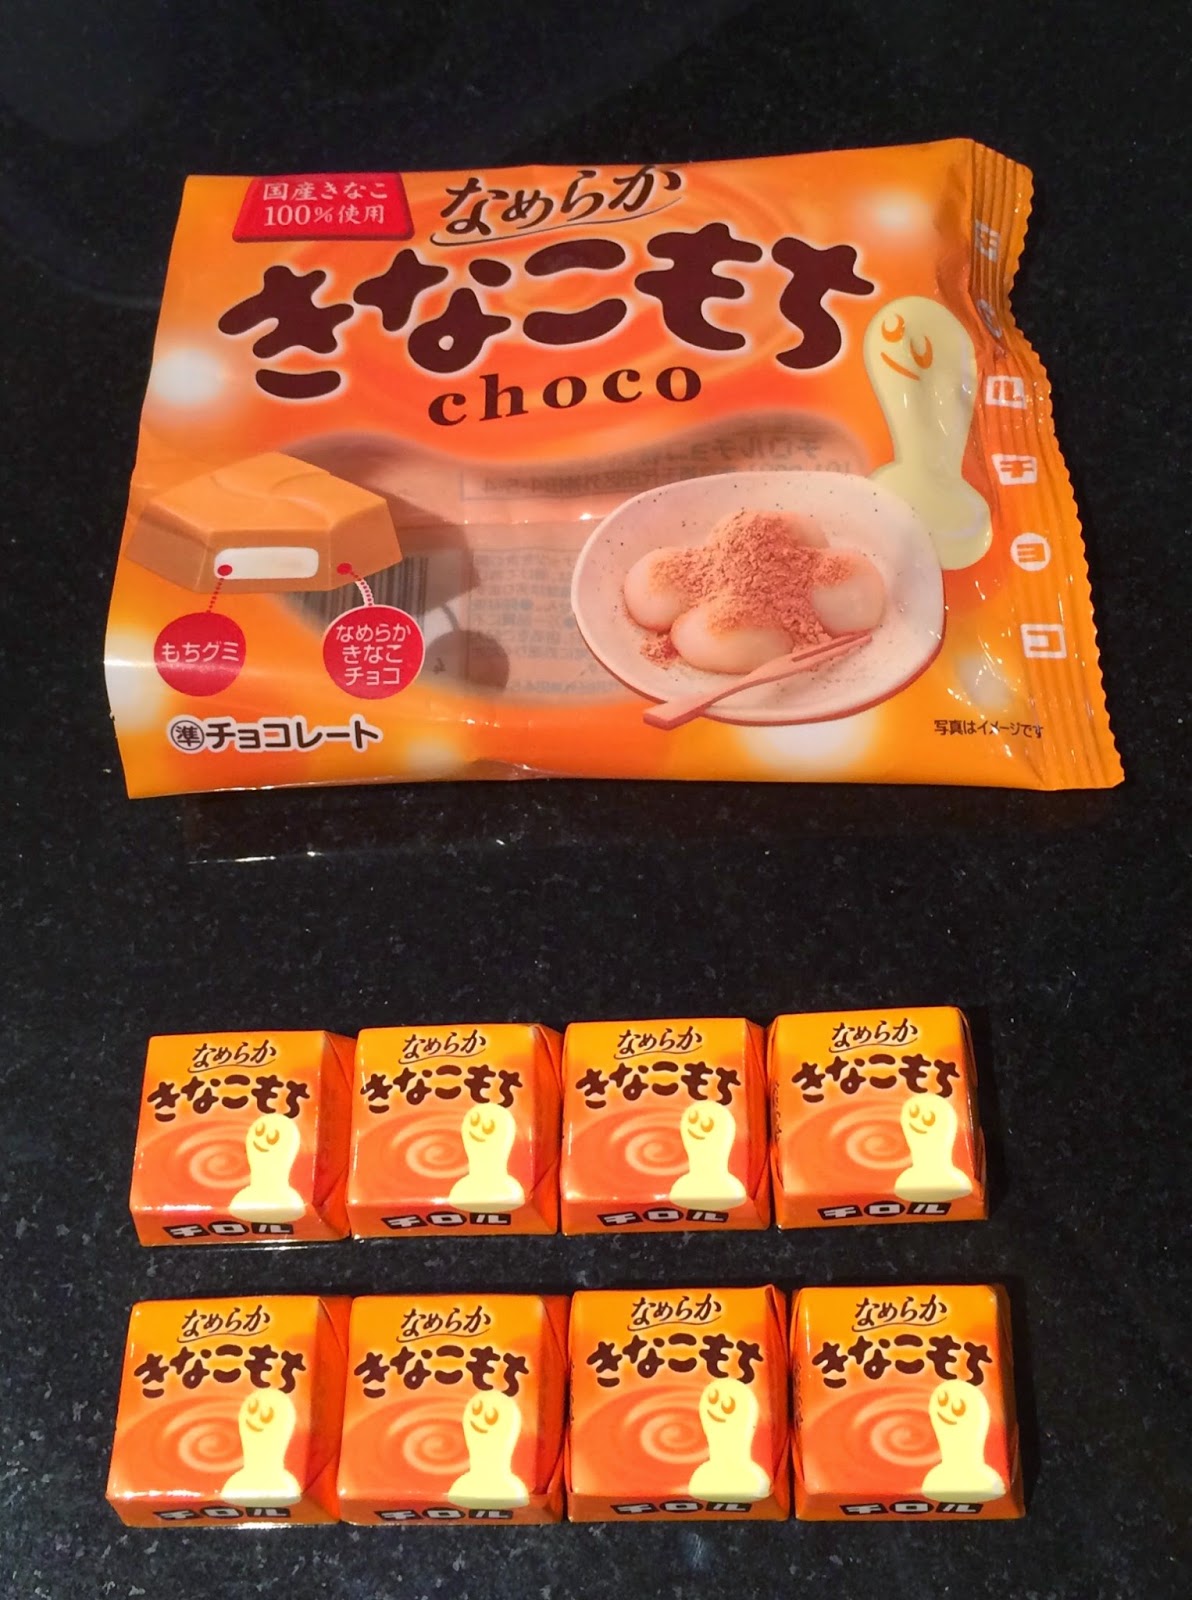 国産きなこ
100%使用
なめらか
きなこもち
choco
もちグミ
なめらか
きなこ
チョコ
準チョコレート
写真はイメージです
チロルチョコ
なめらか
きなこもち
チロル
なめらか
きなこもち
チロル
なめらか
きなこもち
チロル
なめらか
きなこもち
チロル
なめらか
きなこもち
チロル
なめらか
きなこもち
チロル
なめらか
きなこもち
チロル
なめらか
きなこもち
チロル